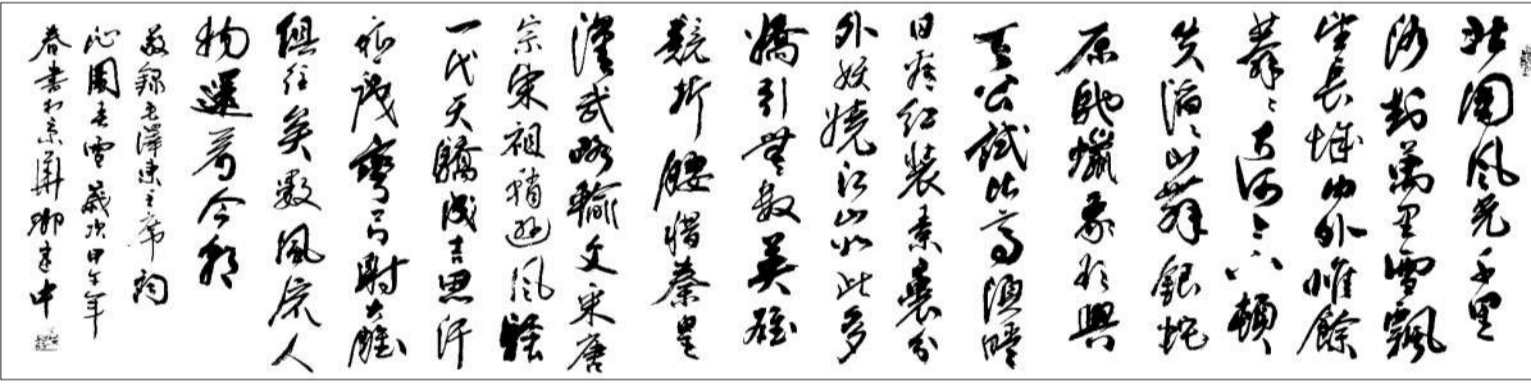 北國风光千里
冰封萬里雪飄
望長城內外惟餘
莽莽大河上下頓
失滔滔山舞銀蛇
原馳蠟象欲與
天公試比高須晴
日看紅裝素裹分
外妖嬈江山如此多
嬌引無數英雄
競折腰惜秦皇
漢武略輸文采唐
宗宋祖稍遜風騷
一代天驕成吉思汗
祇識彎弓射大雕
俱往矣數風流人
物還看今朝
敬錄毛澤東主席詞
沁園春雪歲次甲午年
春書於京華建中